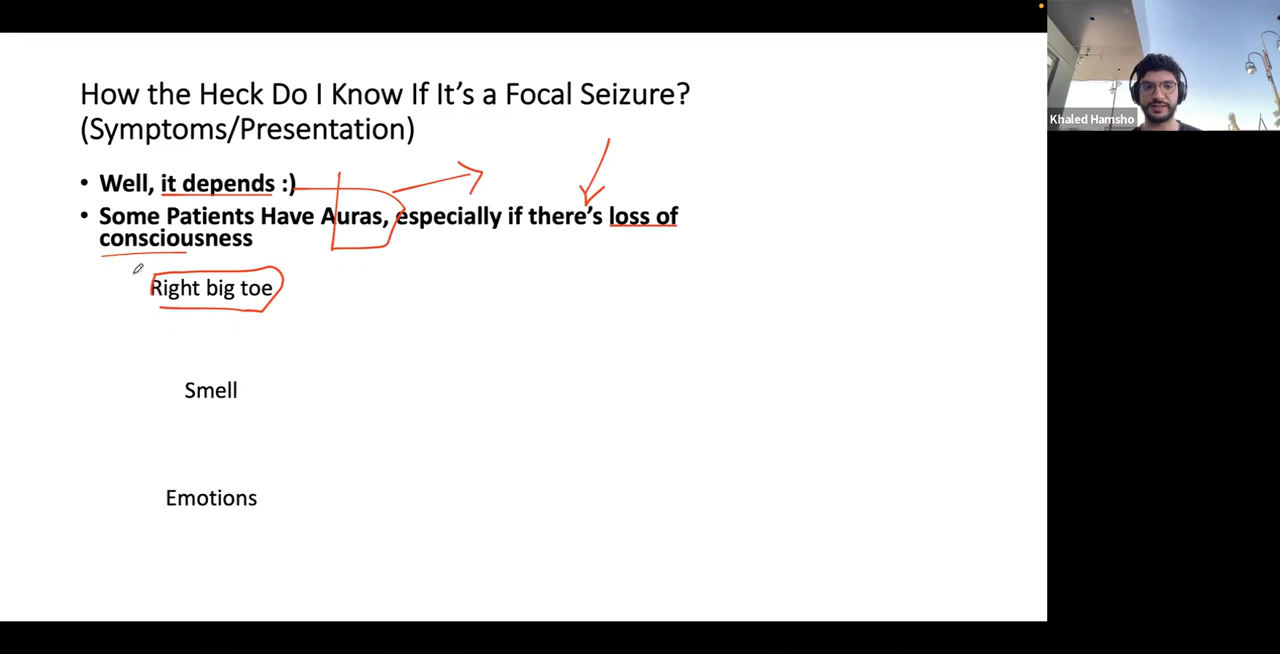 How the Heck Do I Know If It's a Focal Seizure?
(Symptoms/Presentation)
• Well, it depends :)
• Some Patients Have Auras, especially if there's loss of
consciousness
Right big toe
Smell
Emotions
Khaled Hamsho